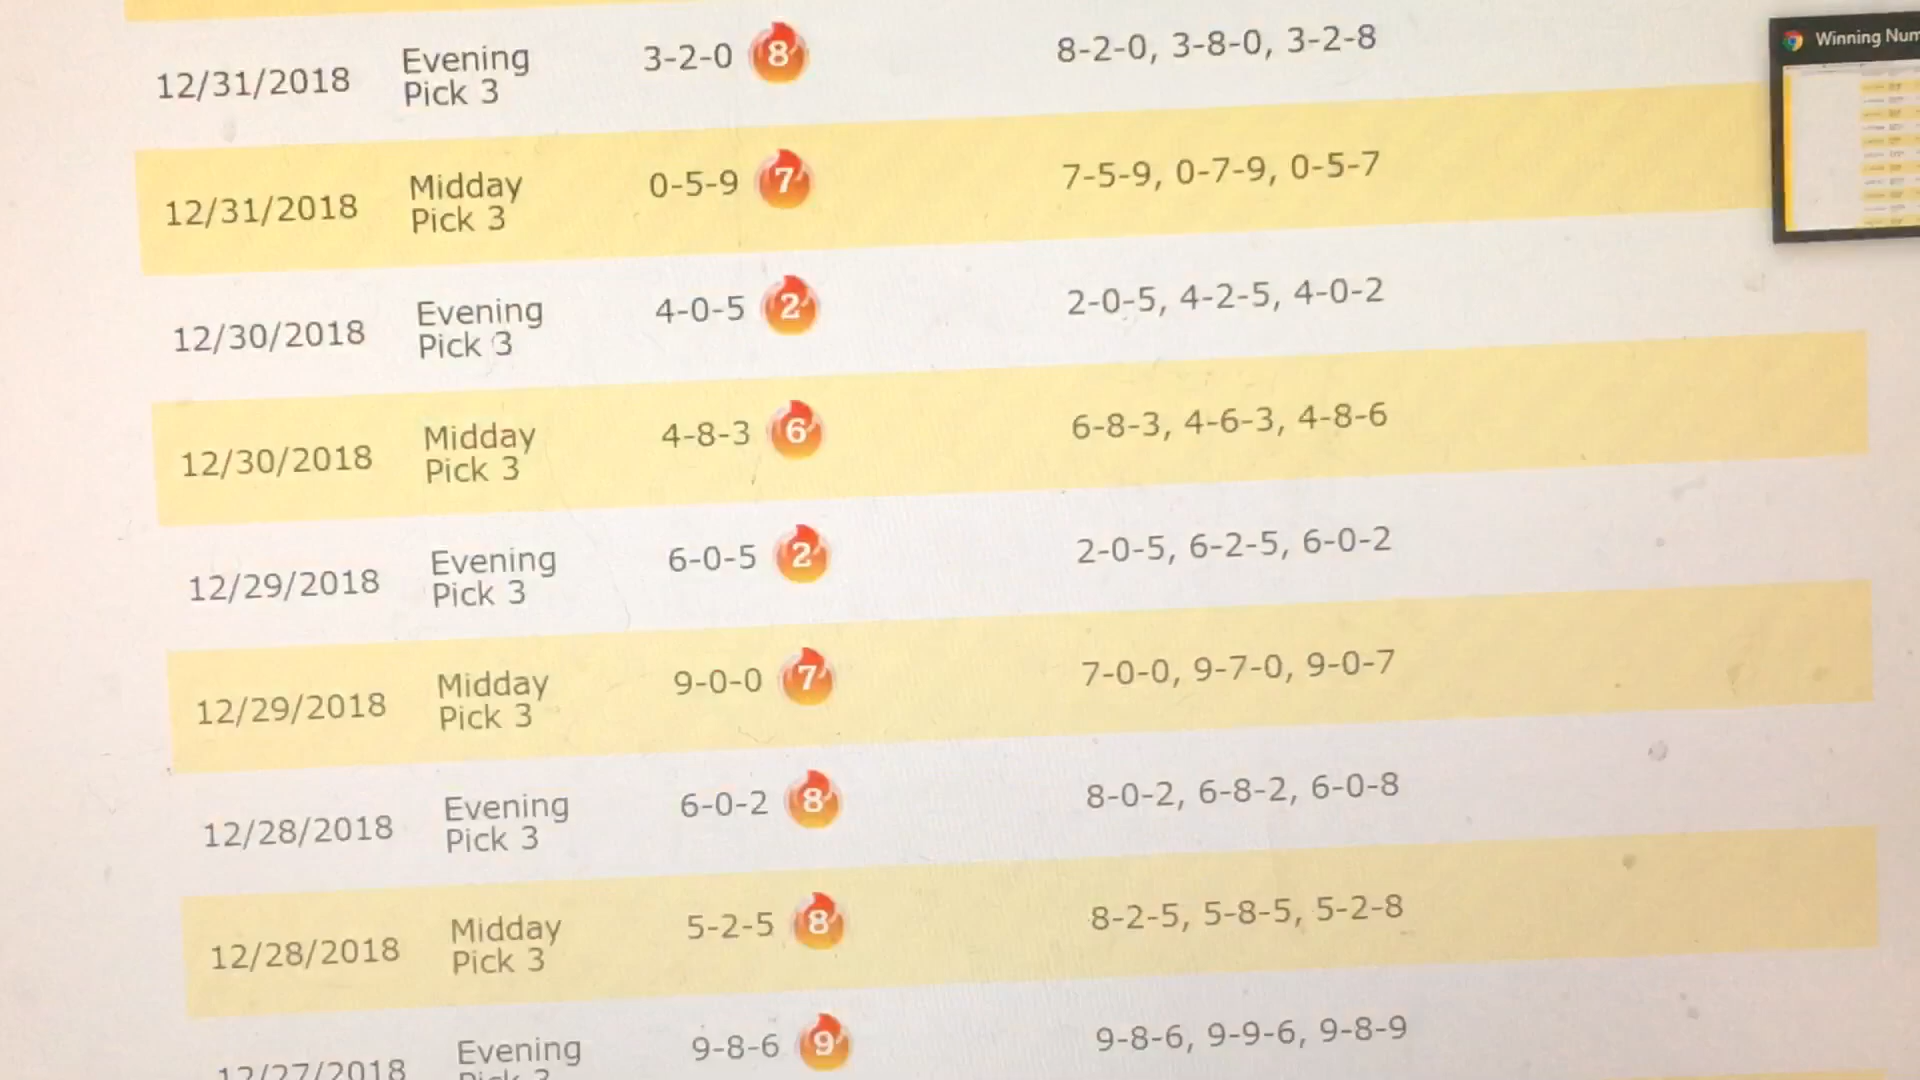 12/31/2018 Evening Pick 3 3-2-0 8 8-2-0, 3-8-0, 3-2-8
Winning Num
12/31/2018 Midday Pick 3 0-5-9 7 7-5-9, 0-7-9, 0-5-7
12/30/2018 Evening Pick 3 4-0-5 2 2-0-5, 4-2-5, 4-0-2
12/30/2018 Midday Pick 3 4-8-3 6 6-8-3, 4-6-3, 4-8-6
12/29/2018 Evening Pick 3 6-0-5 2 2-0-5, 6-2-5, 6-0-2
12/29/2018 Midday Pick 3 9-0-0 7 7-0-0, 9-7-0, 9-0-7
12/28/2018 Evening Pick 3 6-0-2 8 8-0-2, 6-8-2, 6-0-8
12/28/2018 Midday Pick 3 5-2-5 8 8-2-5, 5-8-5, 5-2-8
12/27/2018 Evening Pick 3 9-8-6 9 9-8-6, 9-9-6, 9-8-9